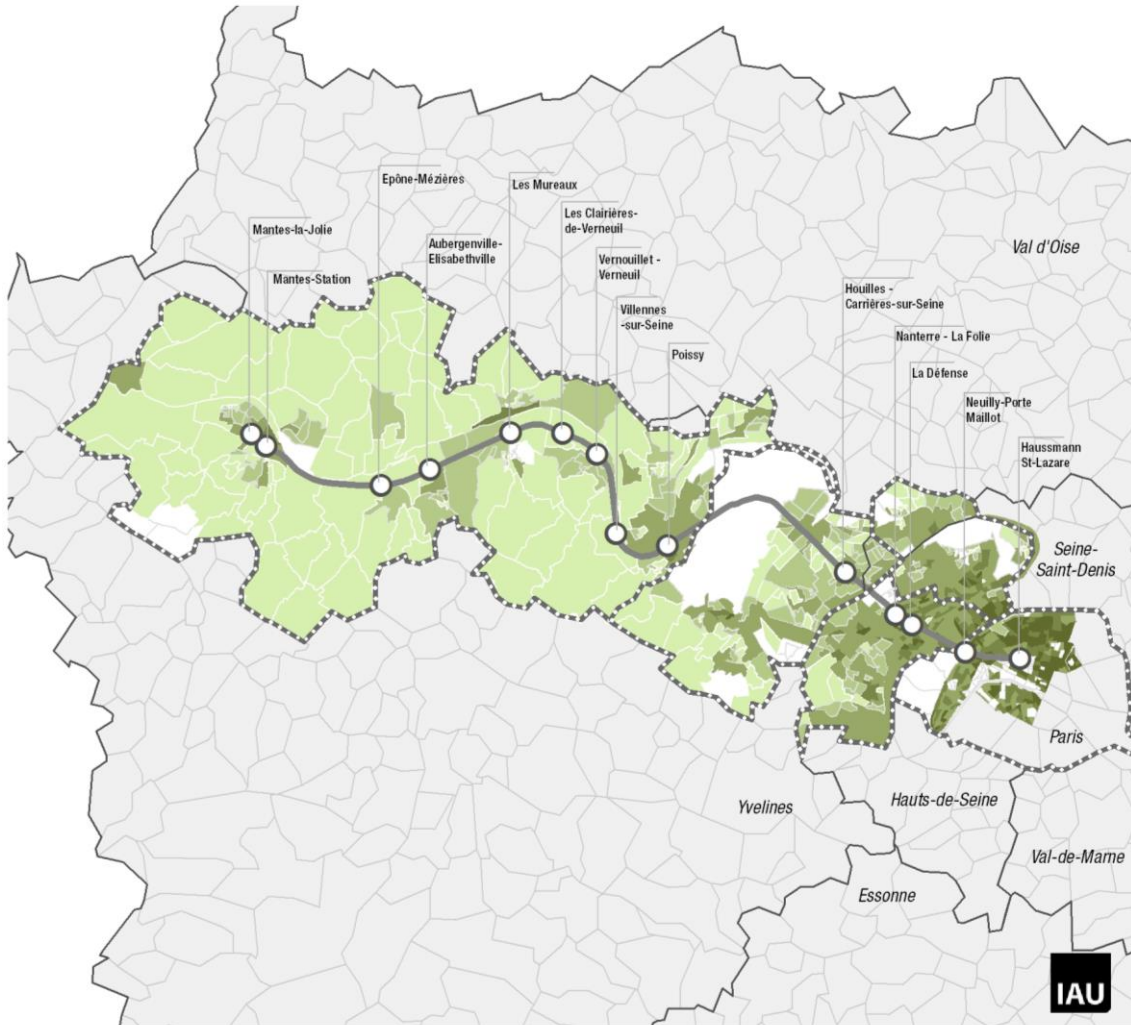 Epône-Mézières
Les Mureaux
Mantes-la-Jolie
Les Clairières-
de-Verneuil
Aubergenville-
Elisabethville
Val d'Oise
Mantes-Station
Vernouillet -
Verneuil
Houilles -
Carrières-sur-Seine
Villennes
-sur-Seine
Nanterre - La Folie
Poissy
La Défense
Neuilly-Porte
Maillot
Haussmann
St-Lazare
Seine-
Saint-Denis
Paris
Yvelines
Hauts-de-Seine
Val-de-Marne
Essonne
IAU